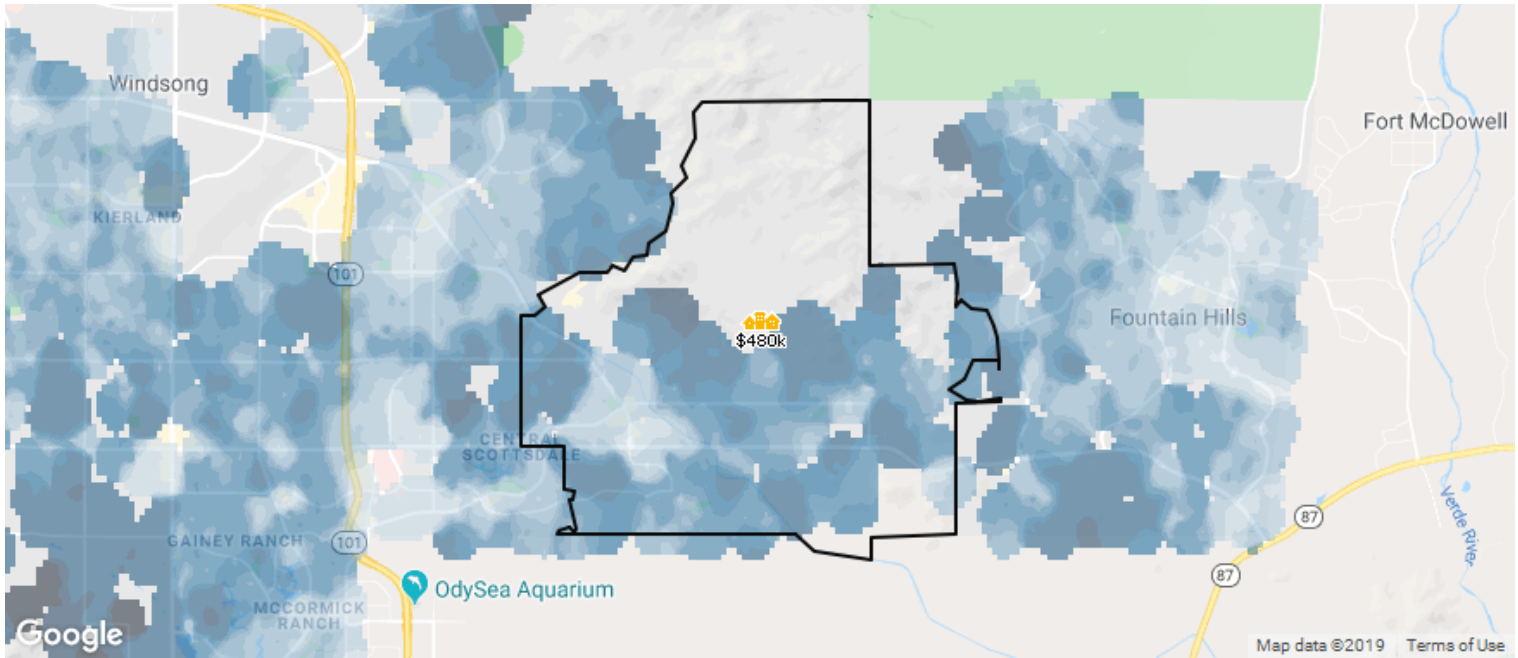 Windsong
Fort McDowell
KIERLAND
101
Fountain Hills
$480k
CENTRAL
SCOTTSDALE
87
Verde River
GAINEY RANCH
101
87
OdySea Aquarium
MCCORMICK
RANCH
Google
Map data ©2019
Terms of Use